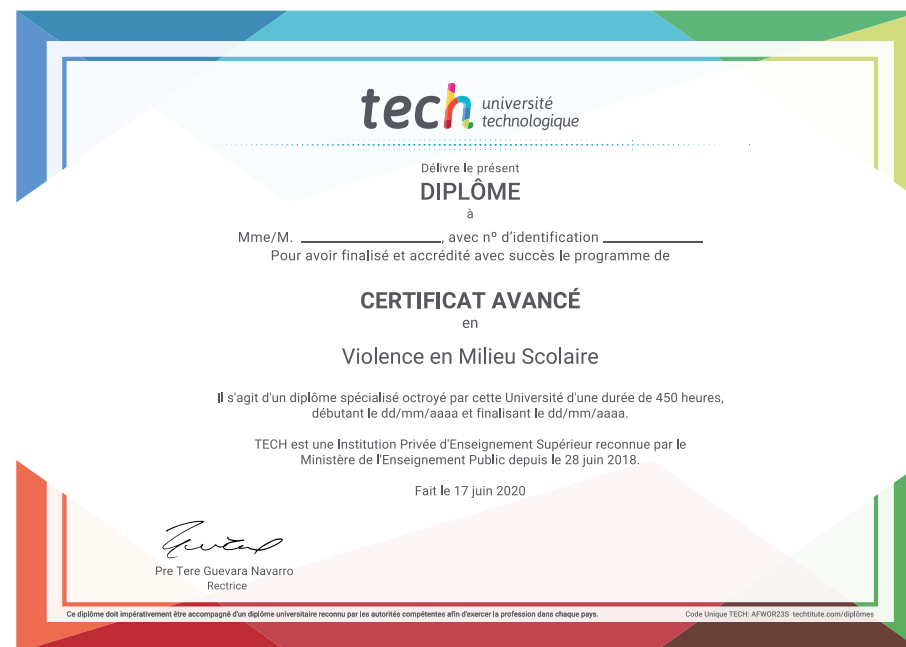 tech université
technologique
Délivre le présent
DIPLÔME
à
Mme/M. ____________________, avec nº d'identification ______________
Pour avoir finalisé et accrédité avec succès le programme de
CERTIFICAT AVANCÉ
en
Violence en Milieu Scolaire
Il s'agit d'un diplôme spécialisé octroyé par cette Université d'une durée de 450 heures,
débutant le dd/mm/aaaa et finalisant le dd/mm/aaaa.
TECH est une Institution Privée d'Enseignement Supérieur reconnue par le
Ministère de l'Enseignement Public depuis le 28 juin 2018.
Fait le 17 juin 2020
Pre Tere Guevara Navarro
Rectrice
Ce diplôme doit impérativement être accompagné d'un diplôme universitaire reconnu par les autorités compétentes afin d'exercer la profession dans chaque pays.
Code Unique TECH: AFWOR23S techtitute.com/diplômes